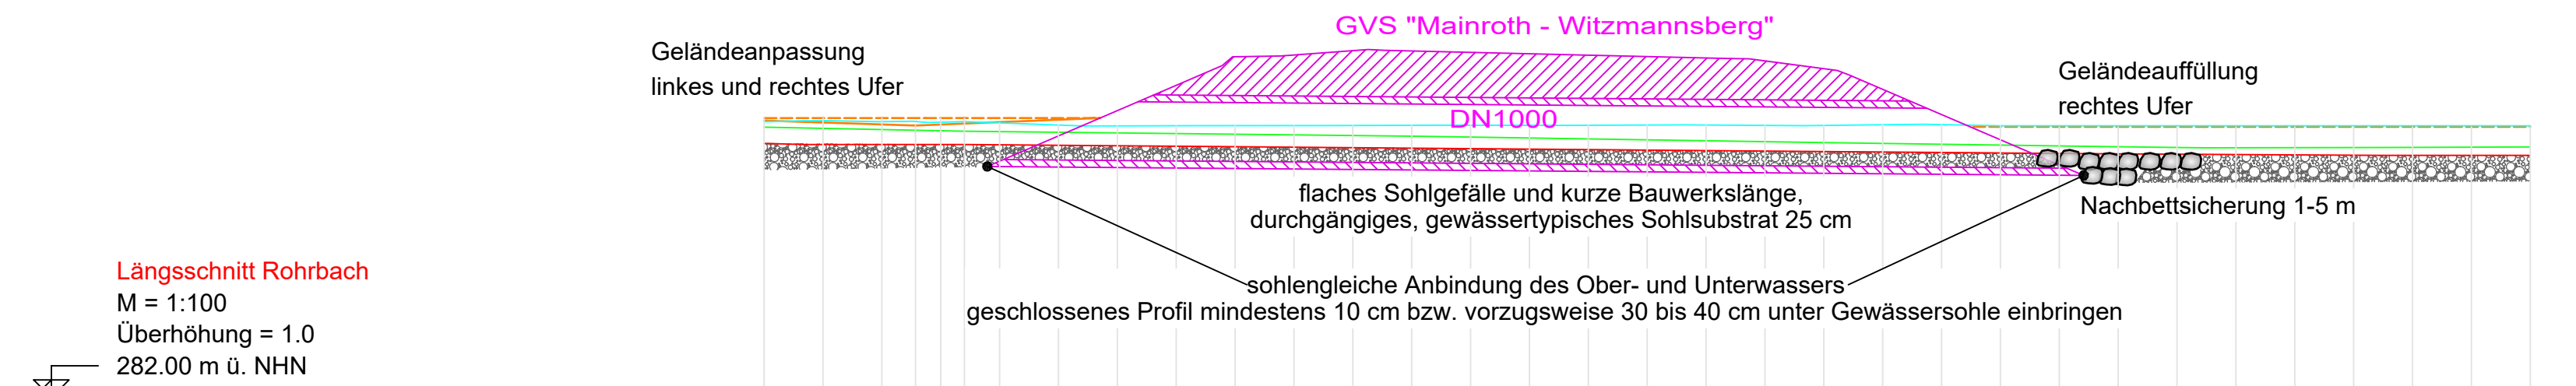 GVS "Mainroth - Witzmannsberg"
Geländeanpassung
linkes und rechtes Ufer
Geländeauffüllung
rechtes Ufer
DN1000
flaches Sohlgefälle und kurze Bauwerkslänge,
durchgängiges, gewässertypisches Sohlsubstrat 25 cm
Nachbettsicherung 1-5 m
sohlengleiche Anbindung des Ober- und Unterwassers
geschlossenes Profil mindestens 10 cm bzw. vorzugsweise 30 bis 40 cm unter Gewässersohle einbringen
Längsschnitt Rohrbach
M = 1:100
Überhöhung = 1.0
282.00 m ü. NHN